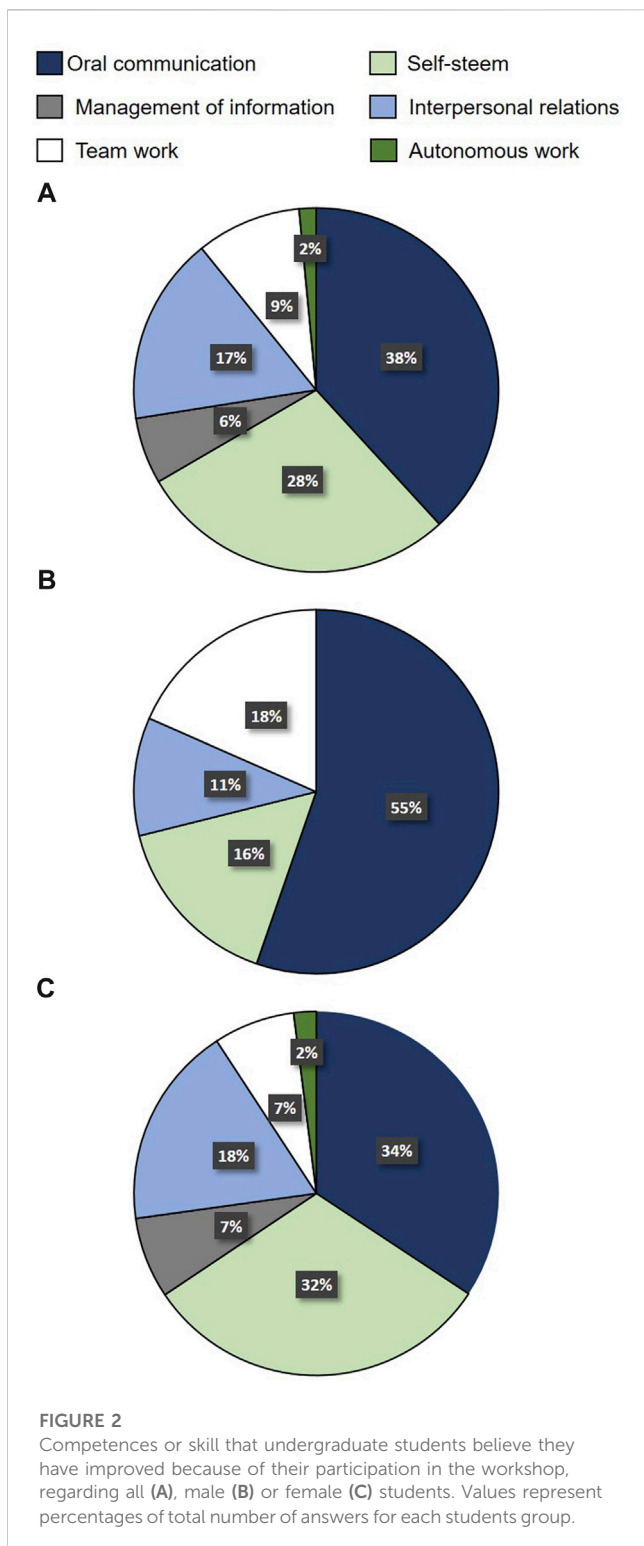 Oral communication
Self-steem
Management of information
Interpersonal relations
Team work
Autonomous work
A
2%
9%
38%
17%
6%
28%
B
18%
55%
11%
16%
C
2%
7%
34%
18%
7%
32%
FIGURE 2
Competences or skill that undergraduate students believe they
have improved because of their participation in the workshop,
regarding all (A), male (B) or female (C) students. Values represent
percentages of total number of answers for each students group.